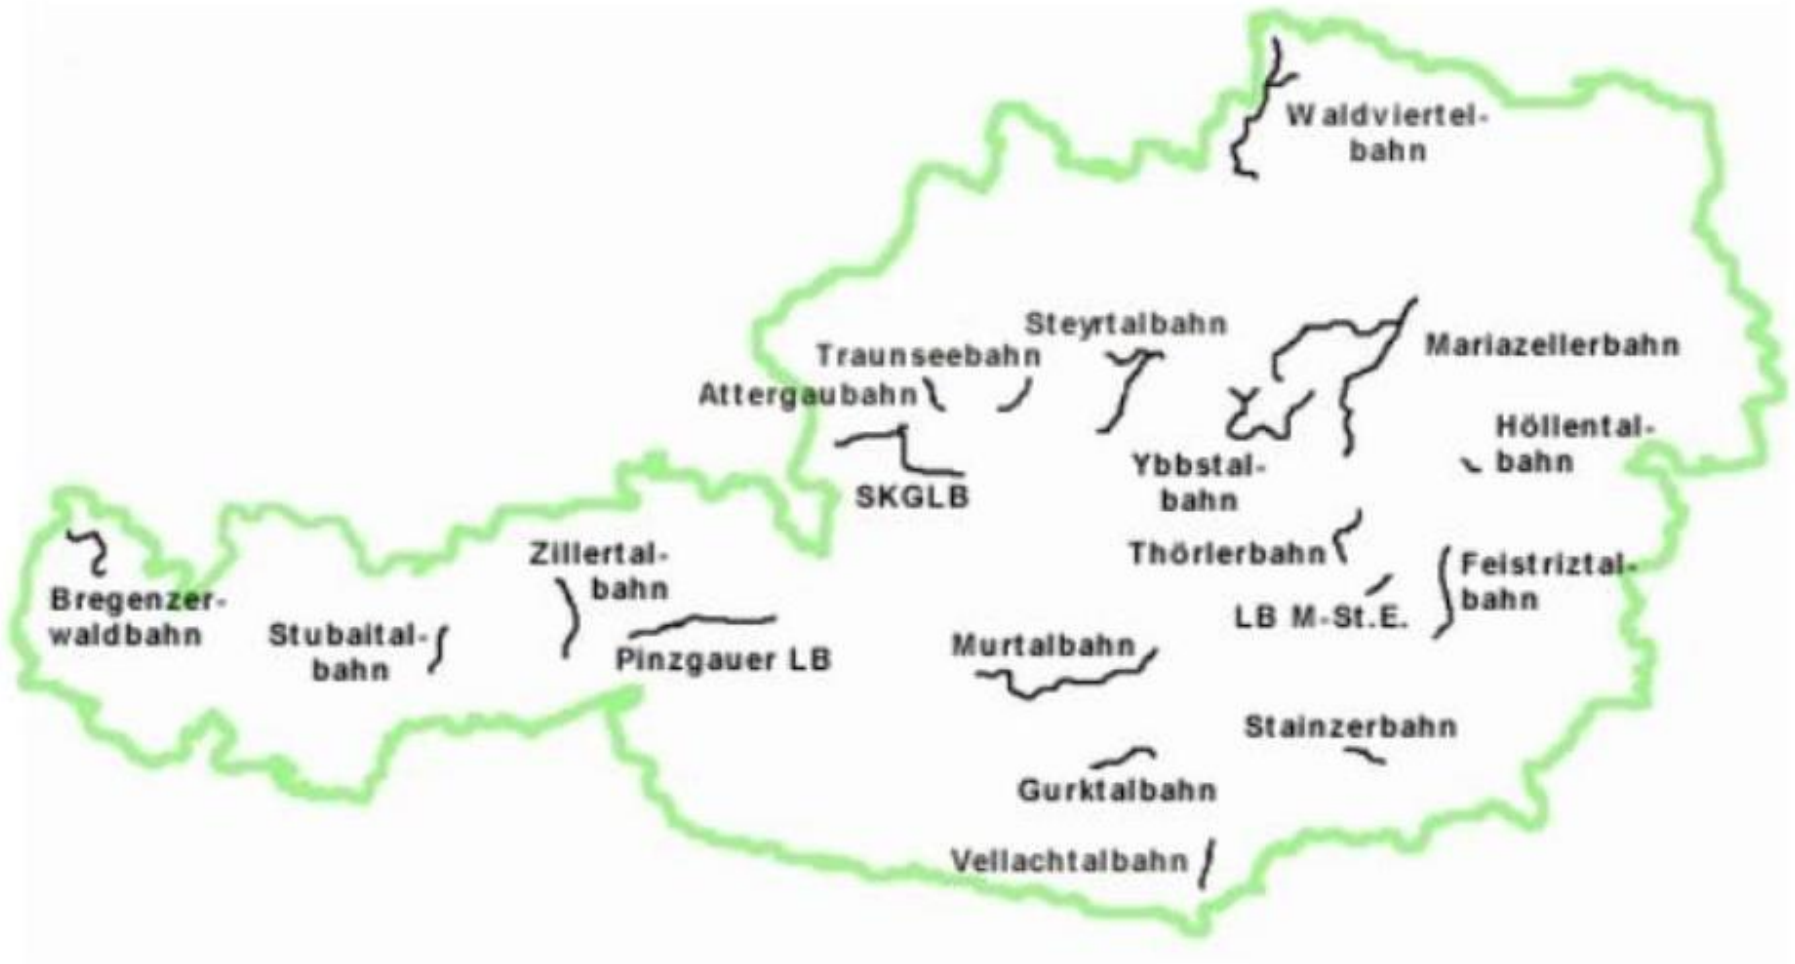 Waldviertel-
bahn
Steyrtalbahn
Traunseebahn
Mariazellerbahn
Attergaubahn
Höllental-
bahn
Ybbstal-
bahn
SKGLB
Thörlerbahn
Zillertal-
bahn
Feistriztal-
bahn
Bregenzer-
waldbahn
LB M-St.E.
Stubaital-
bahn
Murtalbahn
Pinzgauer LB
Stainzerbahn
Gurktalbahn
Vellachtalbahn